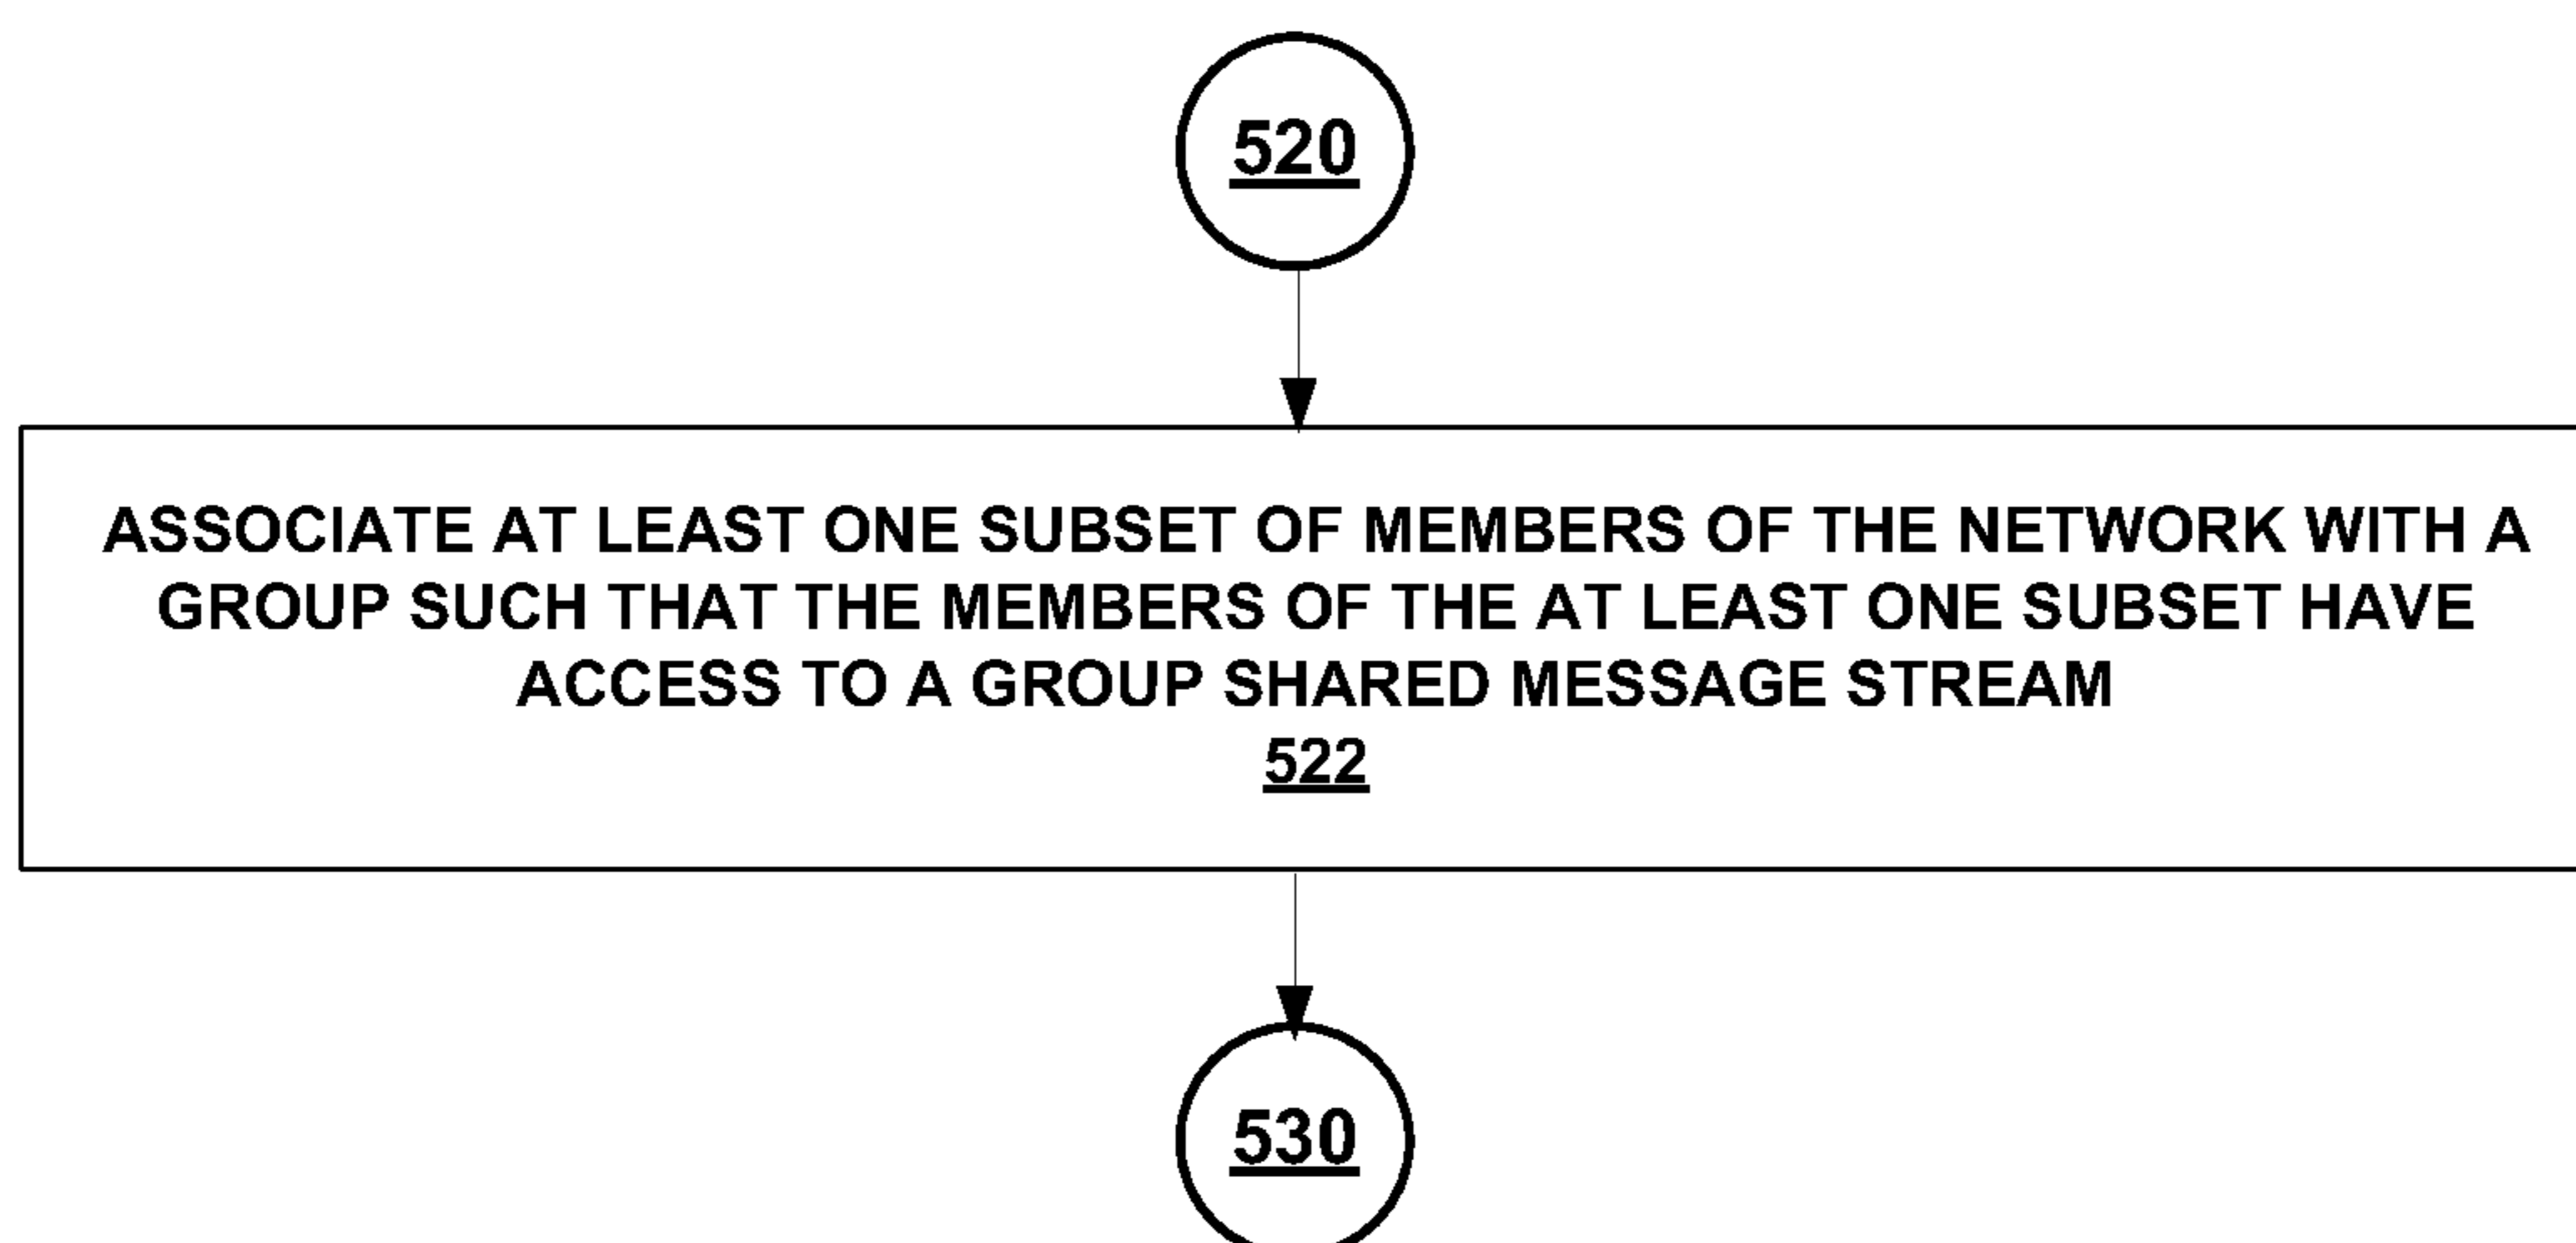 520
ASSOCIATE AT LEAST ONE SUBSET OF MEMBERS OF THE NETWORK WITH A
GROUP SUCH THAT THE MEMBERS OF THE AT LEAST ONE SUBSET HAVE
ACCESS TO A GROUP SHARED MESSAGE STREAM
522
530